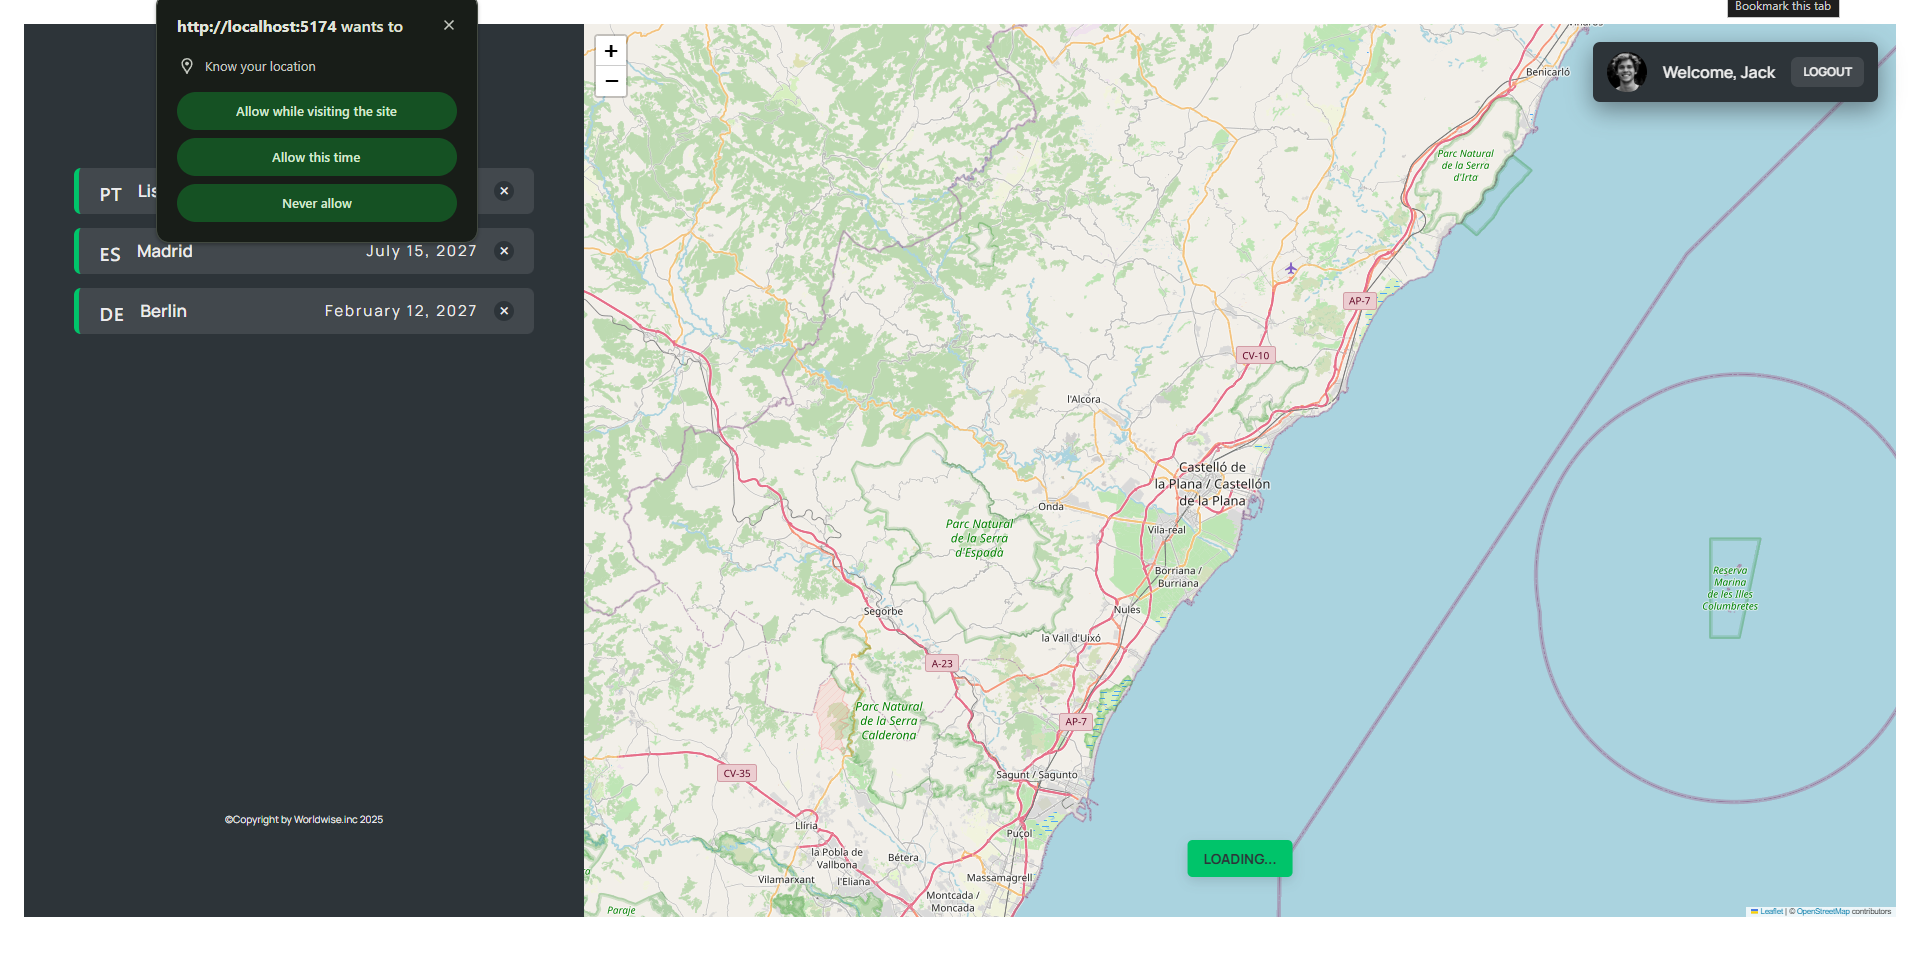 Bookmark this tab
http://localhost:5174 wants to
Know your location
Allow while visiting the site
Allow this time
Never allow
PT
ES Madrid July 15, 2027
DE Berlin February 12, 2027
©Copyright by Worldwise.inc 2025
+
−
Welcome, Jack LOGOUT
Benicarló
Parc Natural
de la Serra
d'Irta
AP-7
CV-10
l'Alcora
Castelló de
la Plana / Castellón
de la Plana
Onda
Vila-real
Parc Natural
de la Serra
d'Espadà
Borriana /
Burriana
Reserva
Marina
de les Illes
Columbretes
Segorbe
Nules
la Vall d'Uixó
A-23
Parc Natural
de la Serra
Calderona
AP-7
CV-35
Sagunt / Sagunto
Llíria
Puçol
la Pobla de
Vallbona
Bétera
LOADING...
Vilamarxant
l'Eliana
Massamagrell
Montcada /
Moncada
Paraje
Leaflet | © OpenStreetMap contributors